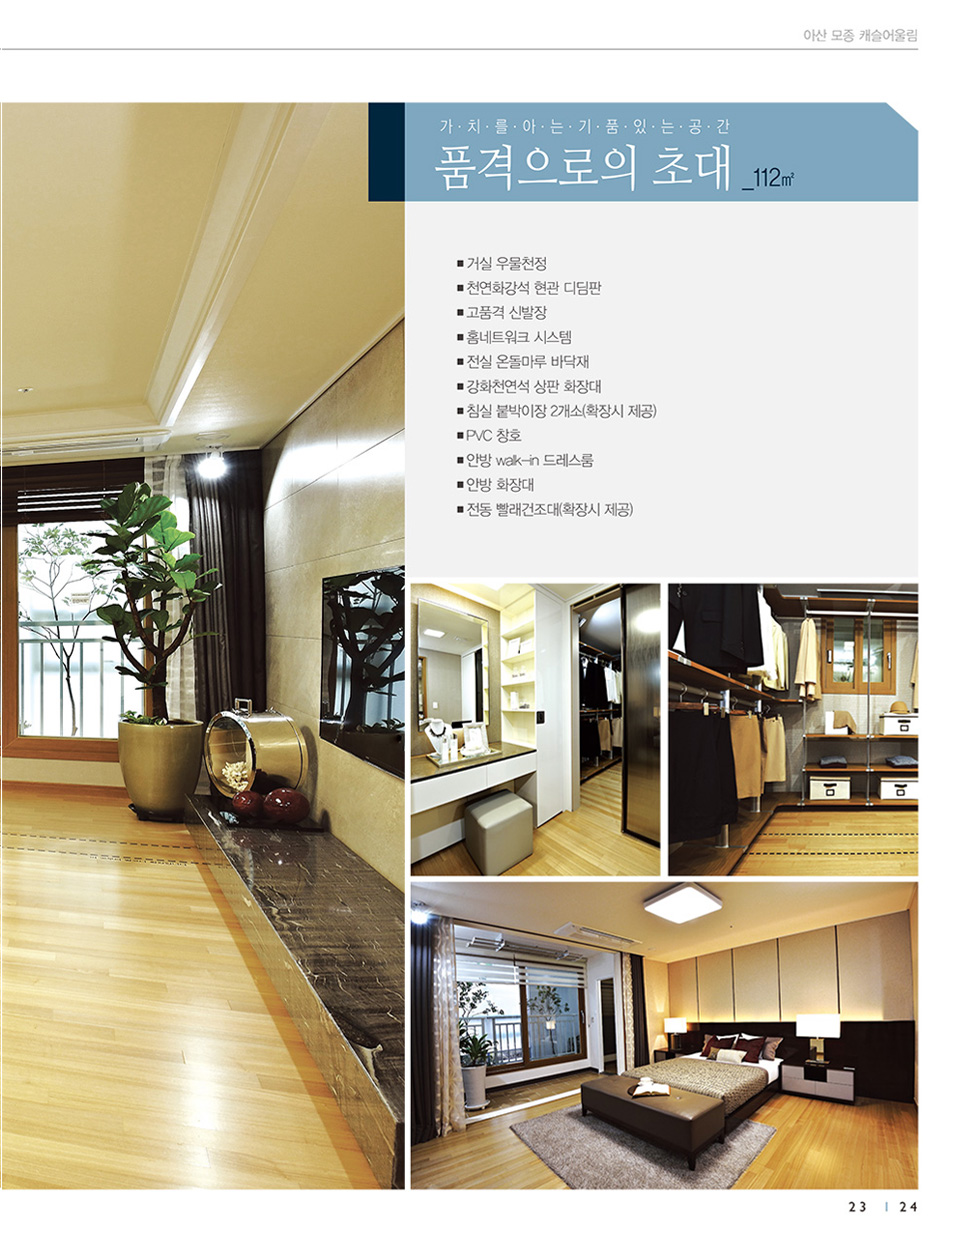 아산 모종 캐슬어울림
가·치·를·아·는·기·품·있·는·공·간
품격으로의 초대 _112㎡
■ 거실 우물천정
■ 천연화강석 현관 디딤판
■ 고품격 신발장
■ 홈네트워크 시스템
■ 전실 온돌마루 바닥재
■ 강화천연석 상판 화장대
■ 침실 붙박이장 2개소(확장시 제공)
■ PVC 창호
■ 안방 walk-in 드레스룸
■ 안방 화장대
■ 전동 빨래건조대(확장시 제공)
23 | 24